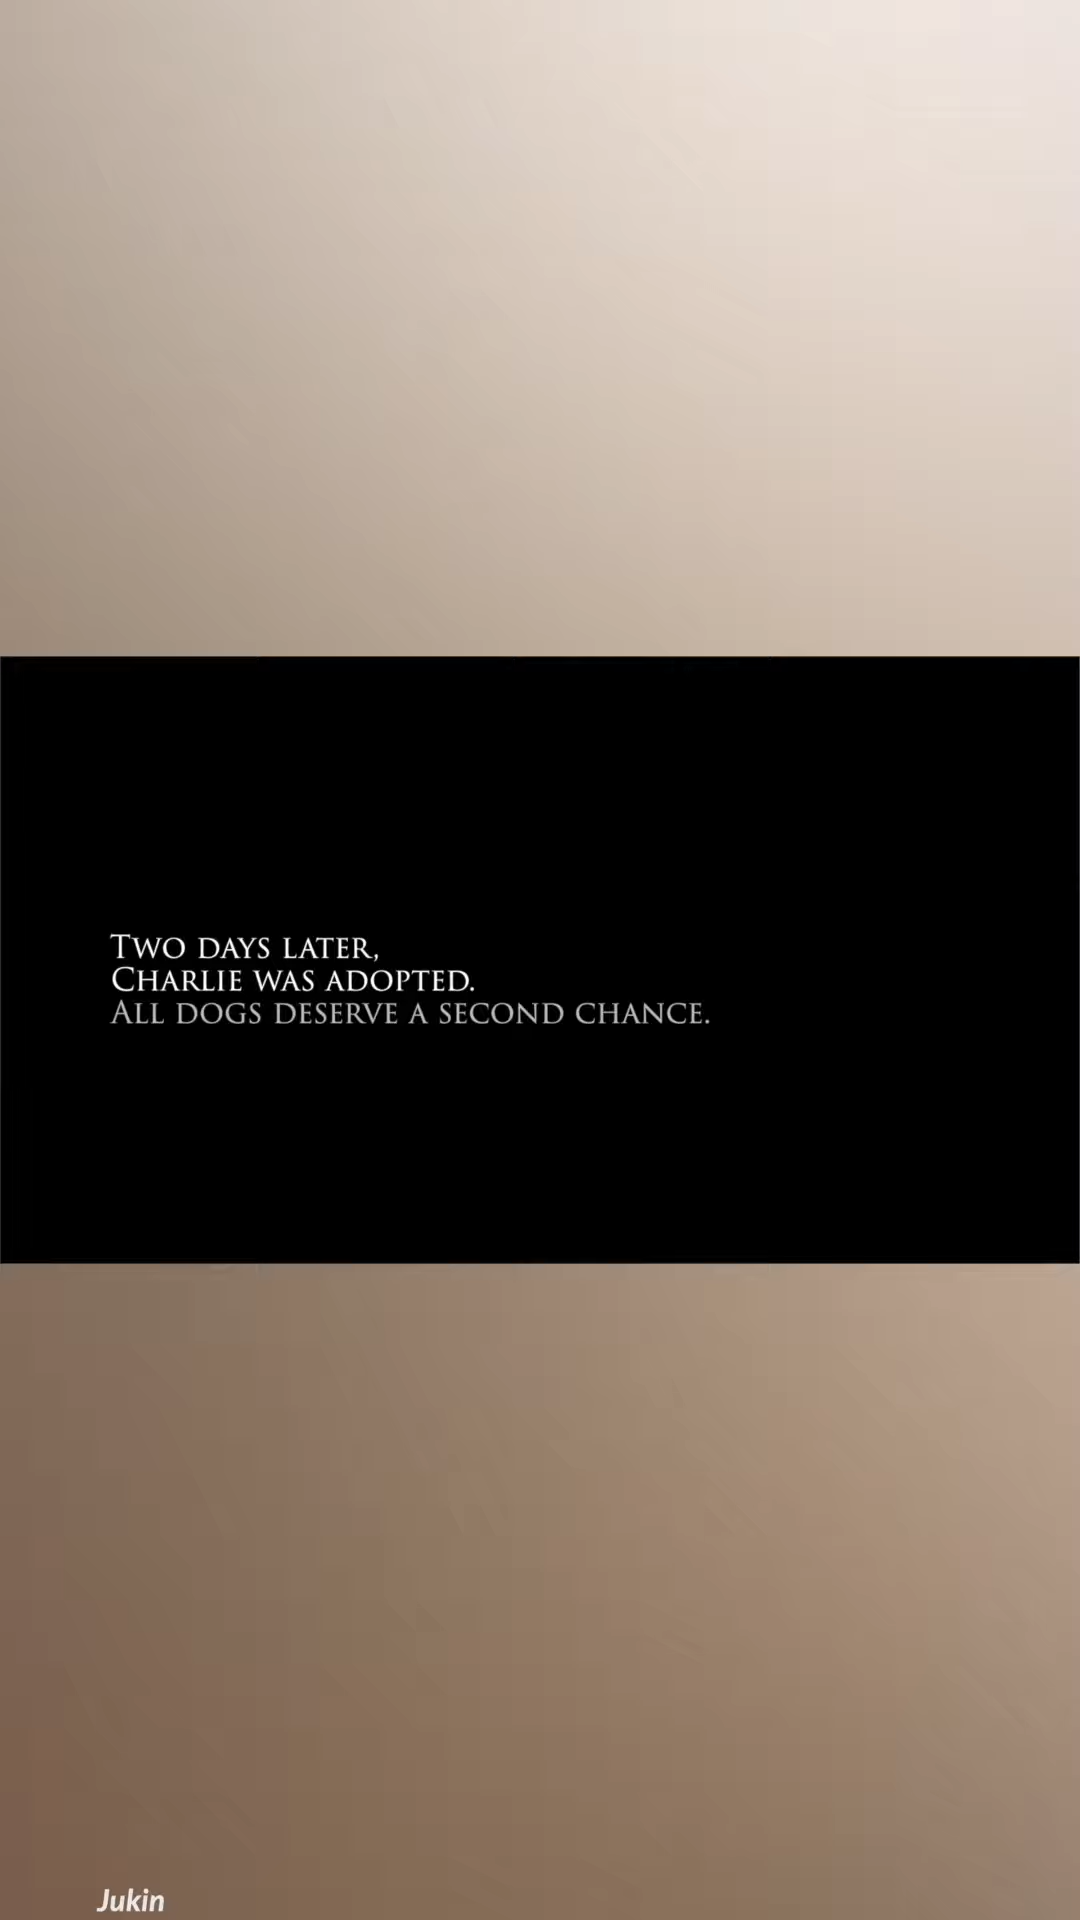 Two days later,
Charlie was adopted.
All dogs deserve a second chance.
Jukin